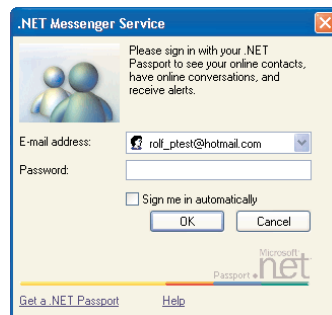 .NET Messenger Service
Please sign in with your .NET
Passport to see your online contacts,
have online conversations, and
receive alerts.
E-mail address:
rolf_ptest@hotmail.com
Password:
Sign me in automatically
OK
Cancel
Microsoft
Passport net
Get a .NET Passport
Help